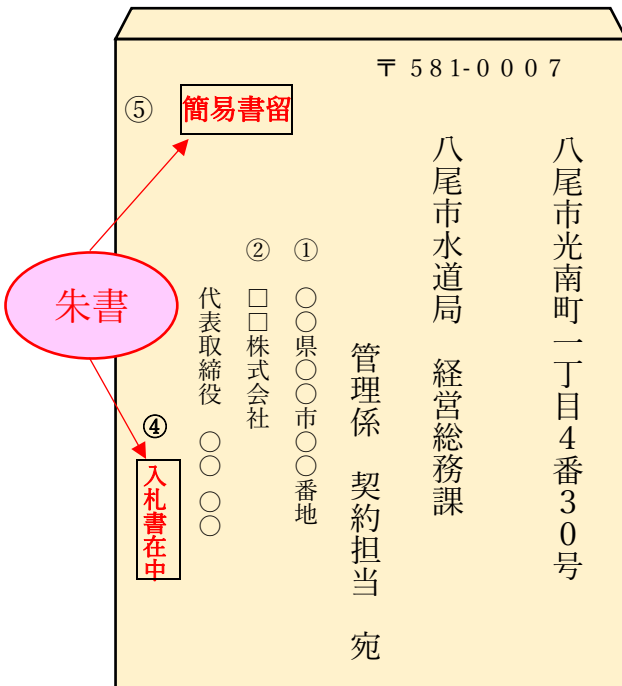 〒 581-0007
八尾市光南町一丁目4番30号
八尾市水道局　経営総務課
管理係　契約担当　宛
① 〇〇県〇〇市〇〇番地
② □□株式会社
代表取締役　〇〇 〇〇
④
入札書在中
⑤
簡易書留
朱書